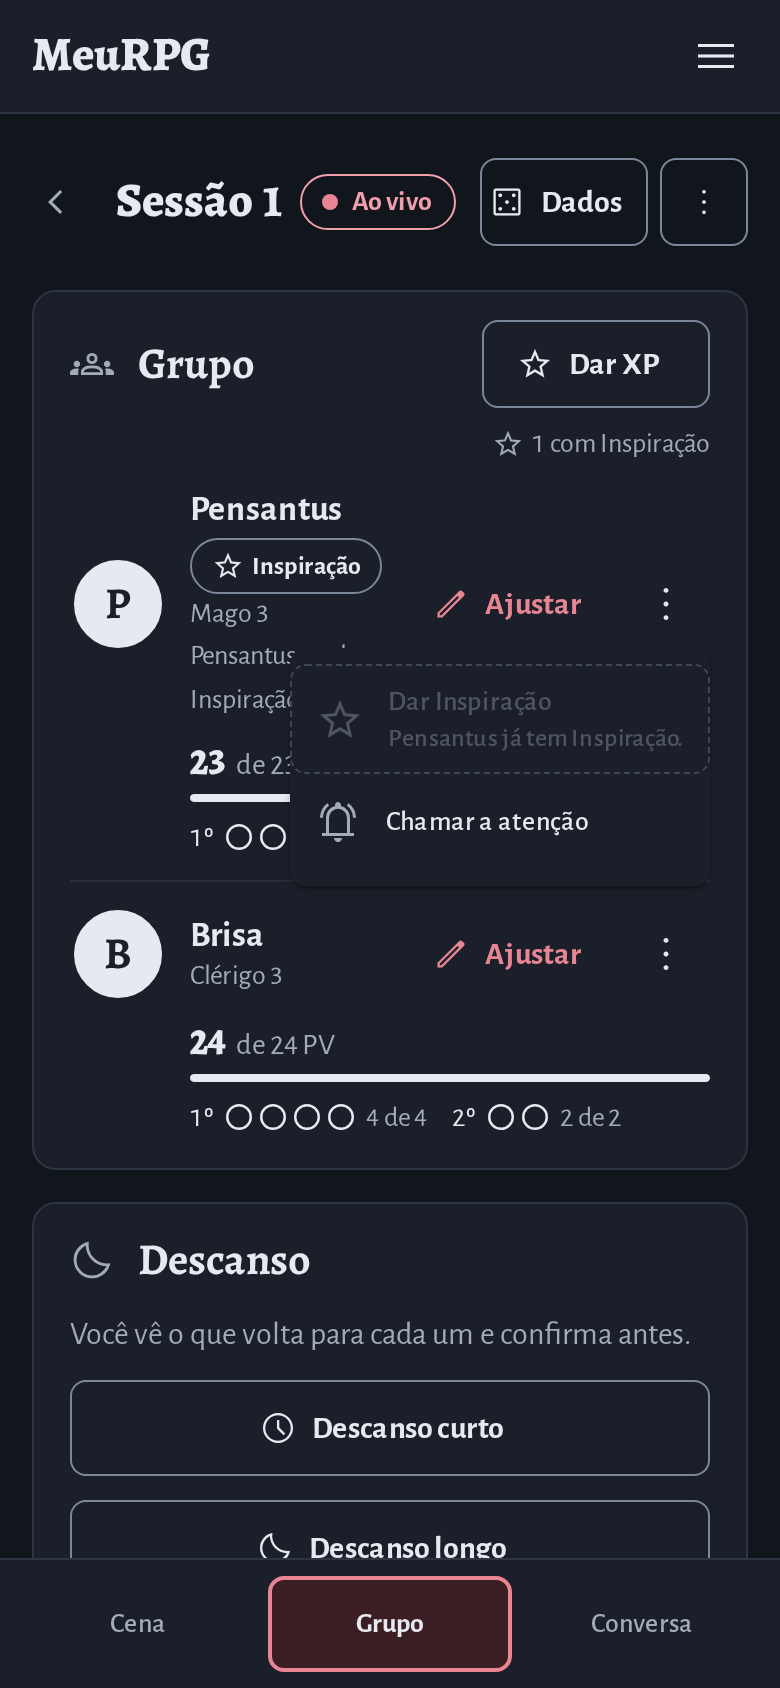 MeuRPG
Sessão 1
Ao vivo
Dados
Grupo
Dar XP
1 com Inspiração
Pensantus
Inspiração
P
Mago 3
Ajustar
Pensantus
Dar Inspiração
Pensantus já tem Inspiração.
23 de
1º
Chamar a atenção
B
Brisa
Clérigo 3
Ajustar
24 de 24 PV
1º 4 de 4 2º 2 de 2
Descanso
Você vê o que volta para cada um e confirma antes.
Descanso curto
Descanso longo
Cena
Grupo
Conversa